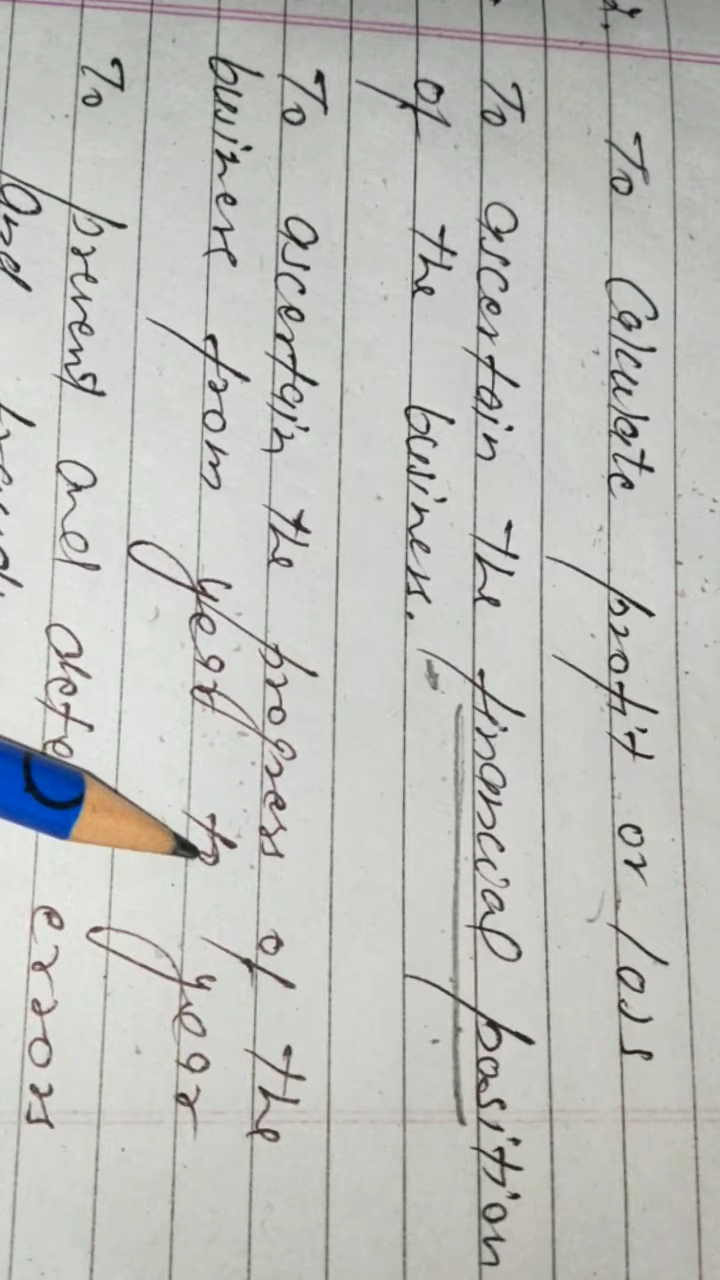 To Calculate profit or loss
To ascertain the financial position
of the business.
To ascertain the progress of the
business from year to year
To prevent and errors
and